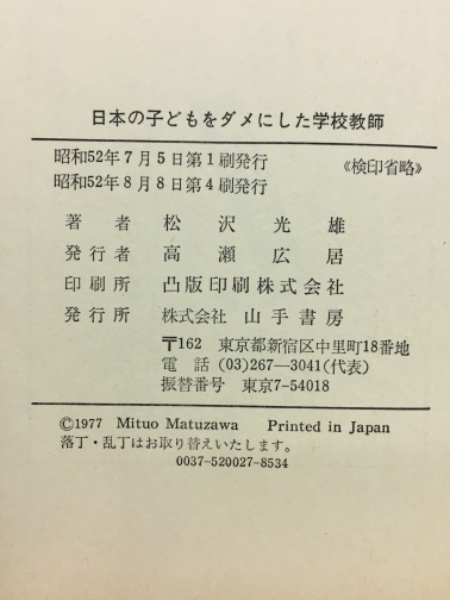 日本の子どもをダメにした学校教師
昭和52年7月5日第1刷発行 《検印省略》
昭和52年8月8日第4刷発行
著者 松沢光雄
発行者 高瀬広居
印刷所 凸版印刷株式会社
発行所 株式会社 山手書房
〒162 東京都新宿区中里町18番地
電話 (03)267―3041(代表)
振替番号 東京7-54018
©1977 Mituo Matuzawa Printed in Japan
落丁・乱丁はお取り替えいたします。
0037-520027-8534